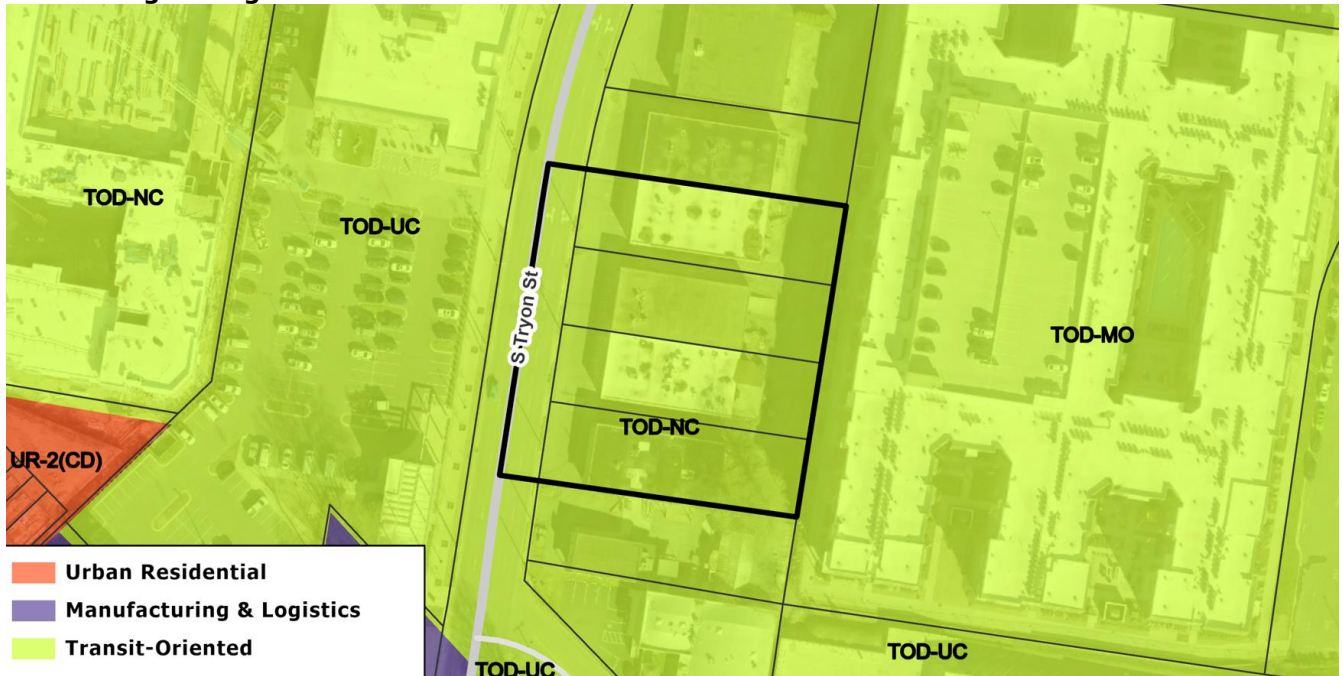 TOD-NC
TOD-UC
S Tryon St
TOD-MO
TOD-NC
UR-2(CD)
Urban Residential
Manufacturing & Logistics
Transit-Oriented
TOD-UC
TOD-UC